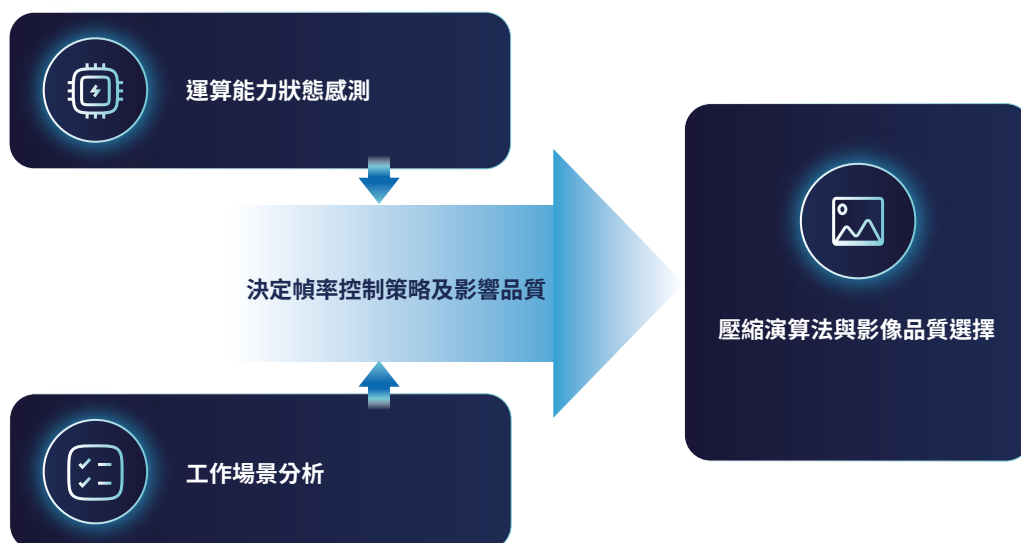 運算能力狀態感測
決定幀率控制策略及影響品質
壓縮演算法與影像品質選擇
工作場景分析